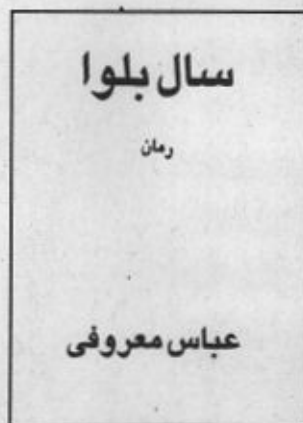 سال بلوا
رمان
عباس معروفی